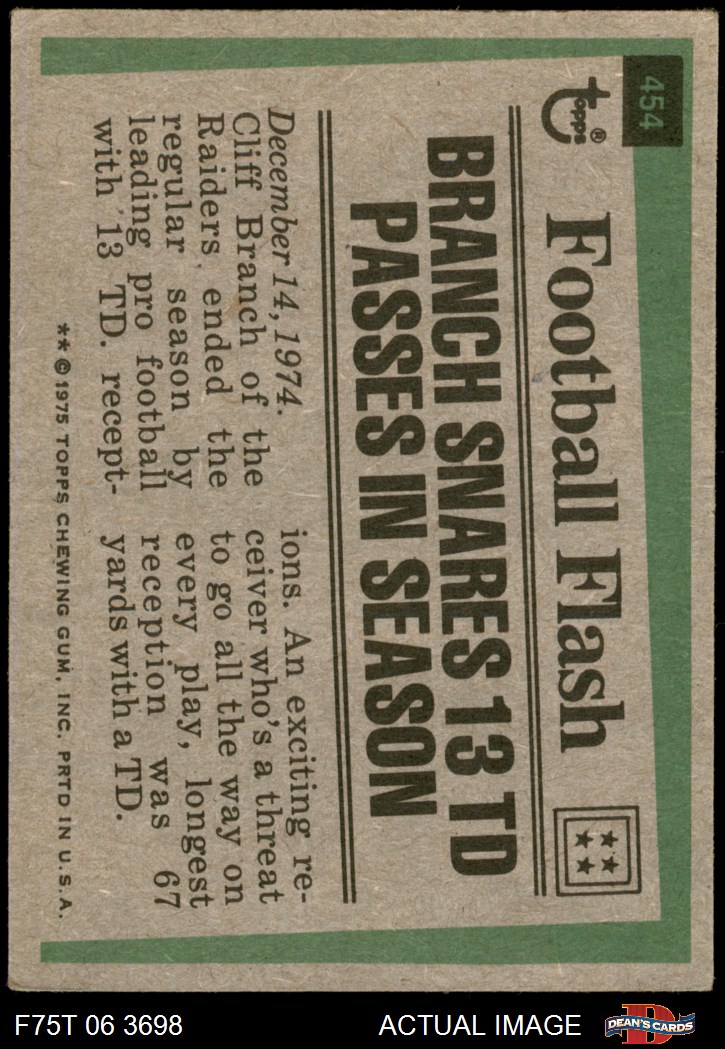 454
topps®
Football Flash
BRANCH SNARES 13 TD
PASSES IN SEASON
December 14, 1974.
Cliff Branch of the
Raiders ended the
regular season by
leading pro football
with 13 TD. recept-
ions. An exciting re-
ceiver who's a threat
to go all the way on
every play, longest
reception was 67
yards with a TD.
** © 1975 TOPPS CHEWING GUM, INC. PRTD IN U.S.A.
F75T 06 3698
ACTUAL IMAGE
D
DEAN'S CARDS